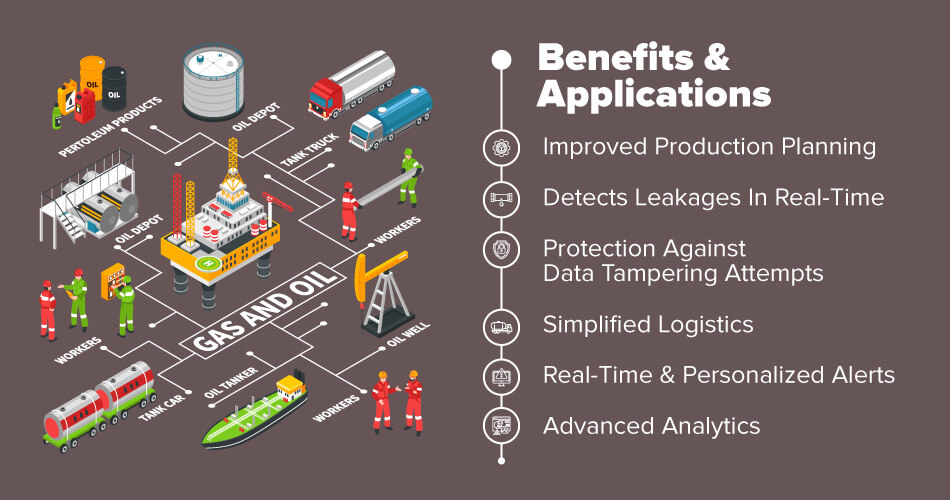 OIL
OIL
PERTOLEUM PRODUCTS
OIL DEPOT
TANK TRUCK
OIL DEPOT
WORKERS
H
GAS AND OIL
WORKERS
OIL WELL
TANK CAR
OIL TANKER
WORKERS
Benefits &
Applications
Improved Production Planning
Detects Leakages In Real-Time
Protection Against
Data Tampering Attempts
Simplified Logistics
Real-Time & Personalized Alerts
Advanced Analytics